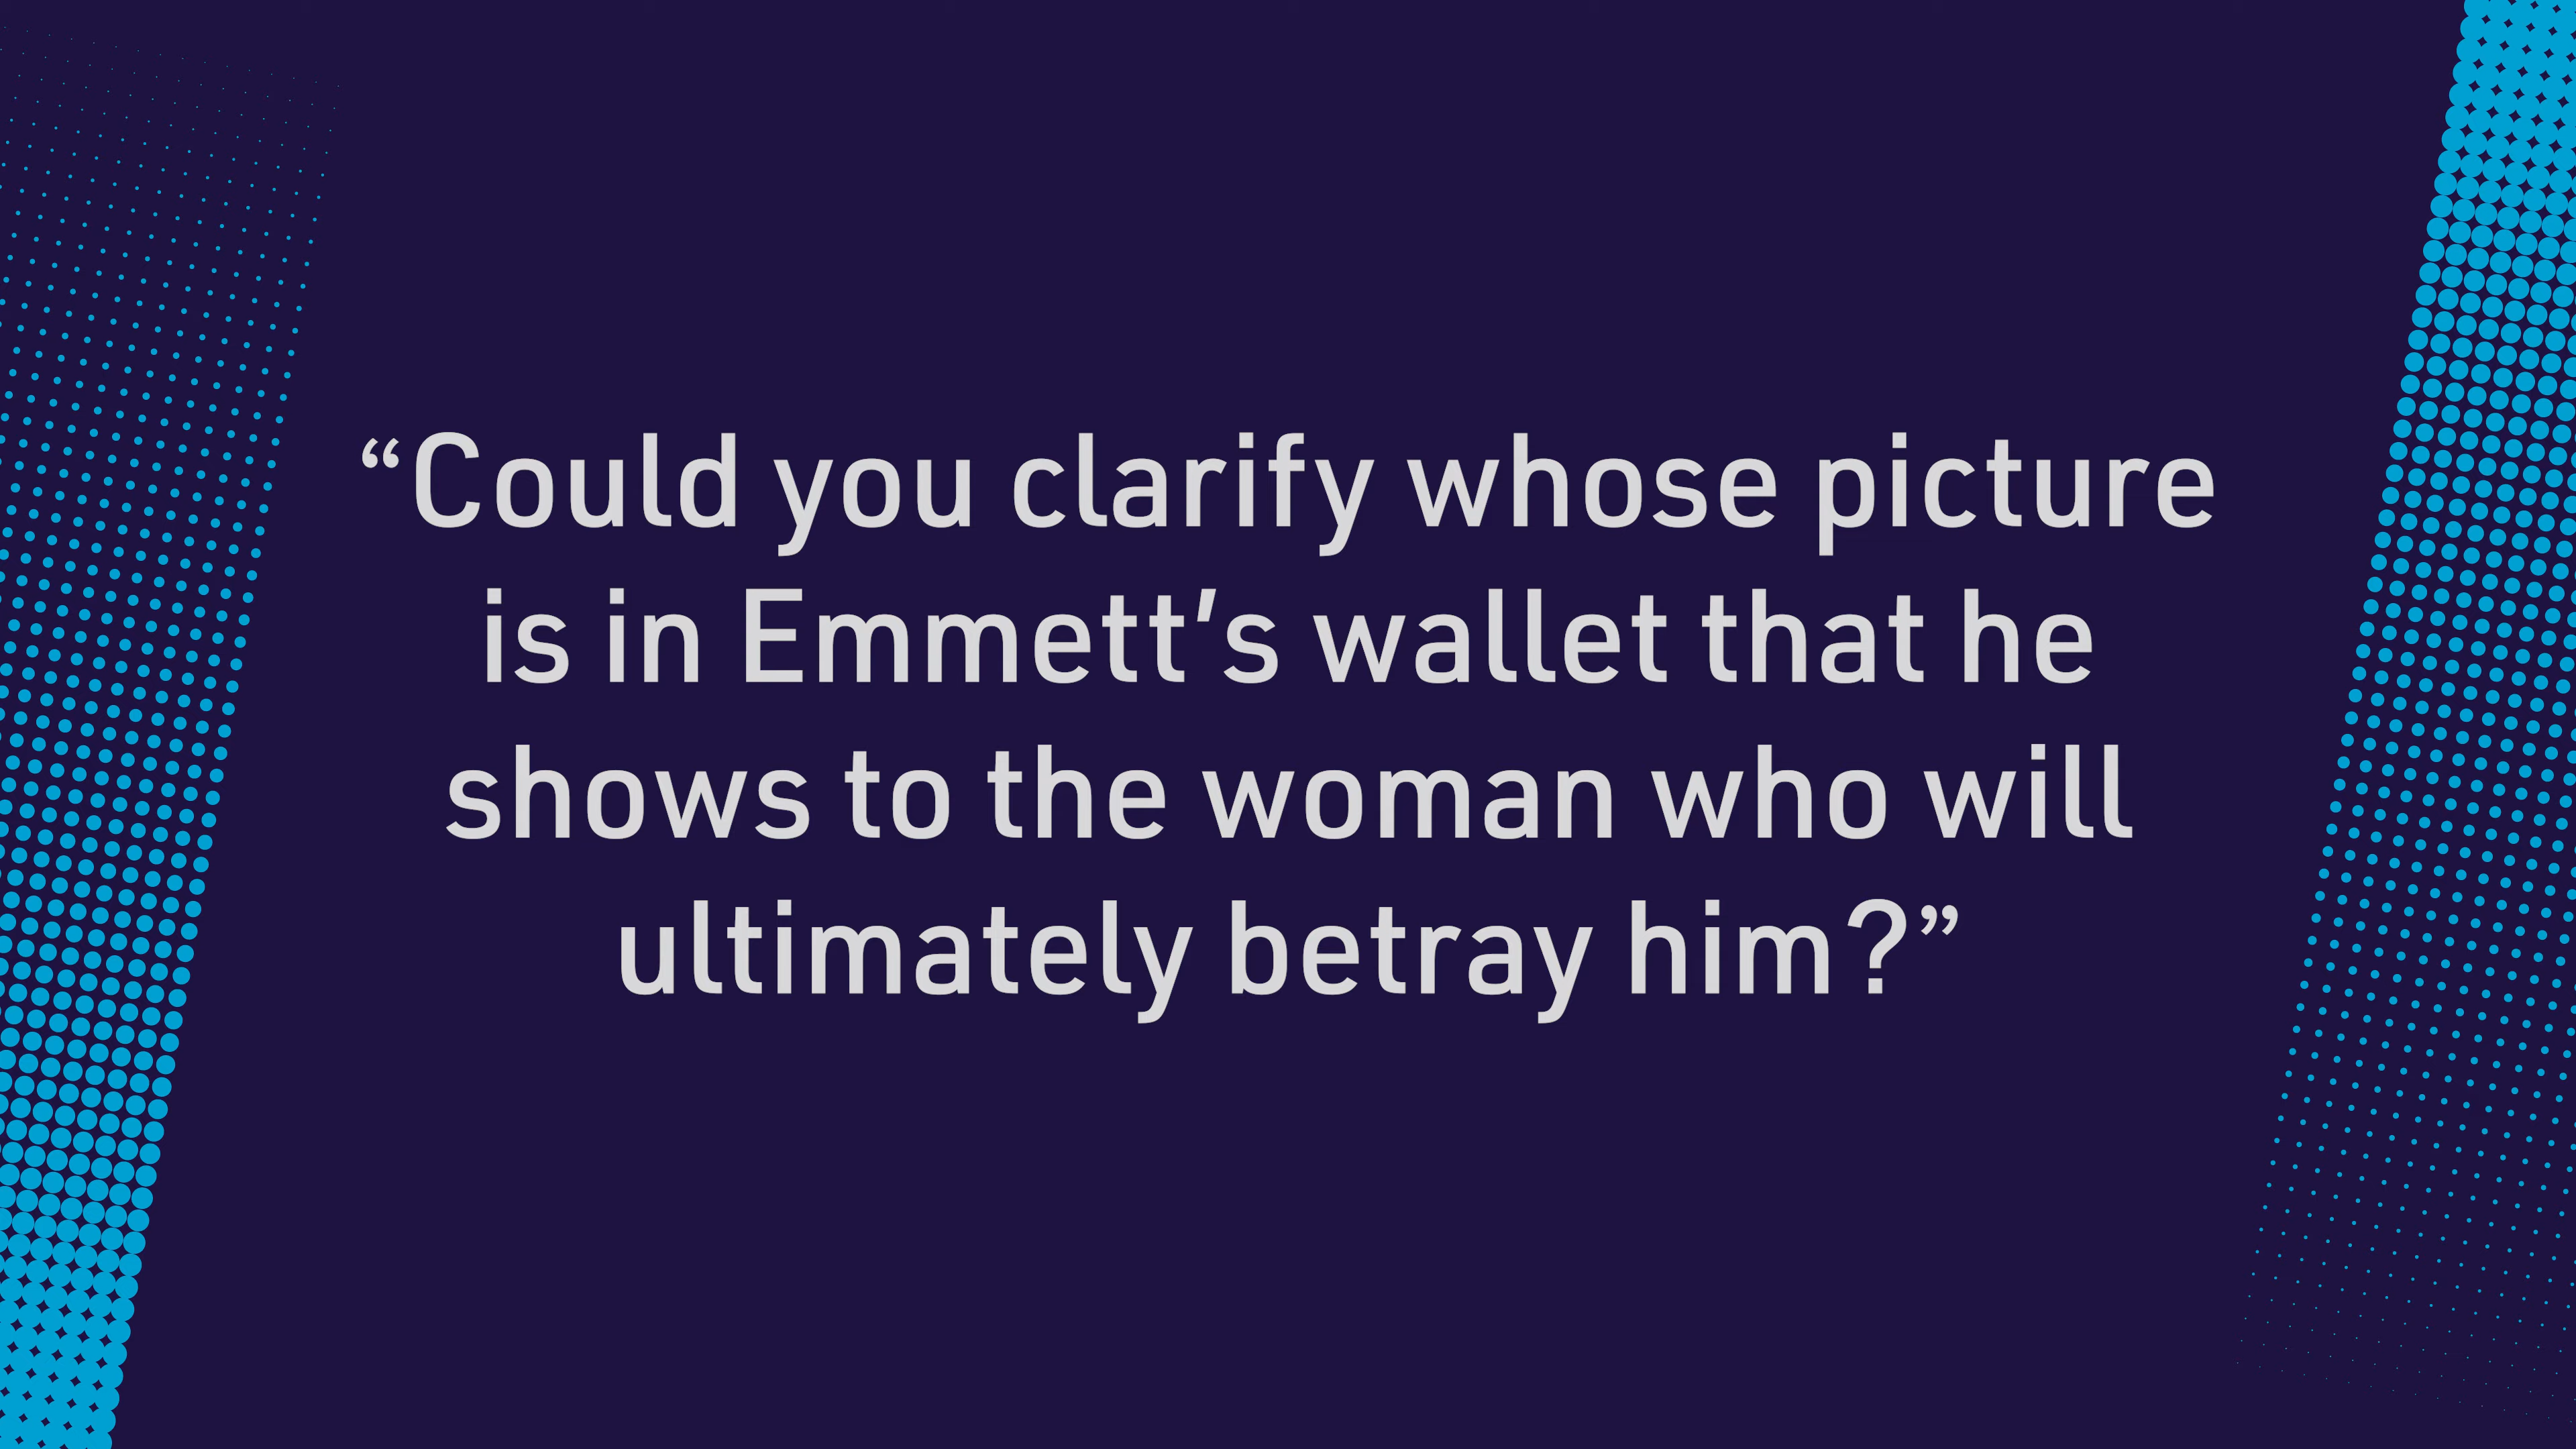 “Could you clarify whose picture
is in Emmett’s wallet that he
shows to the woman who will
ultimately betray him?”